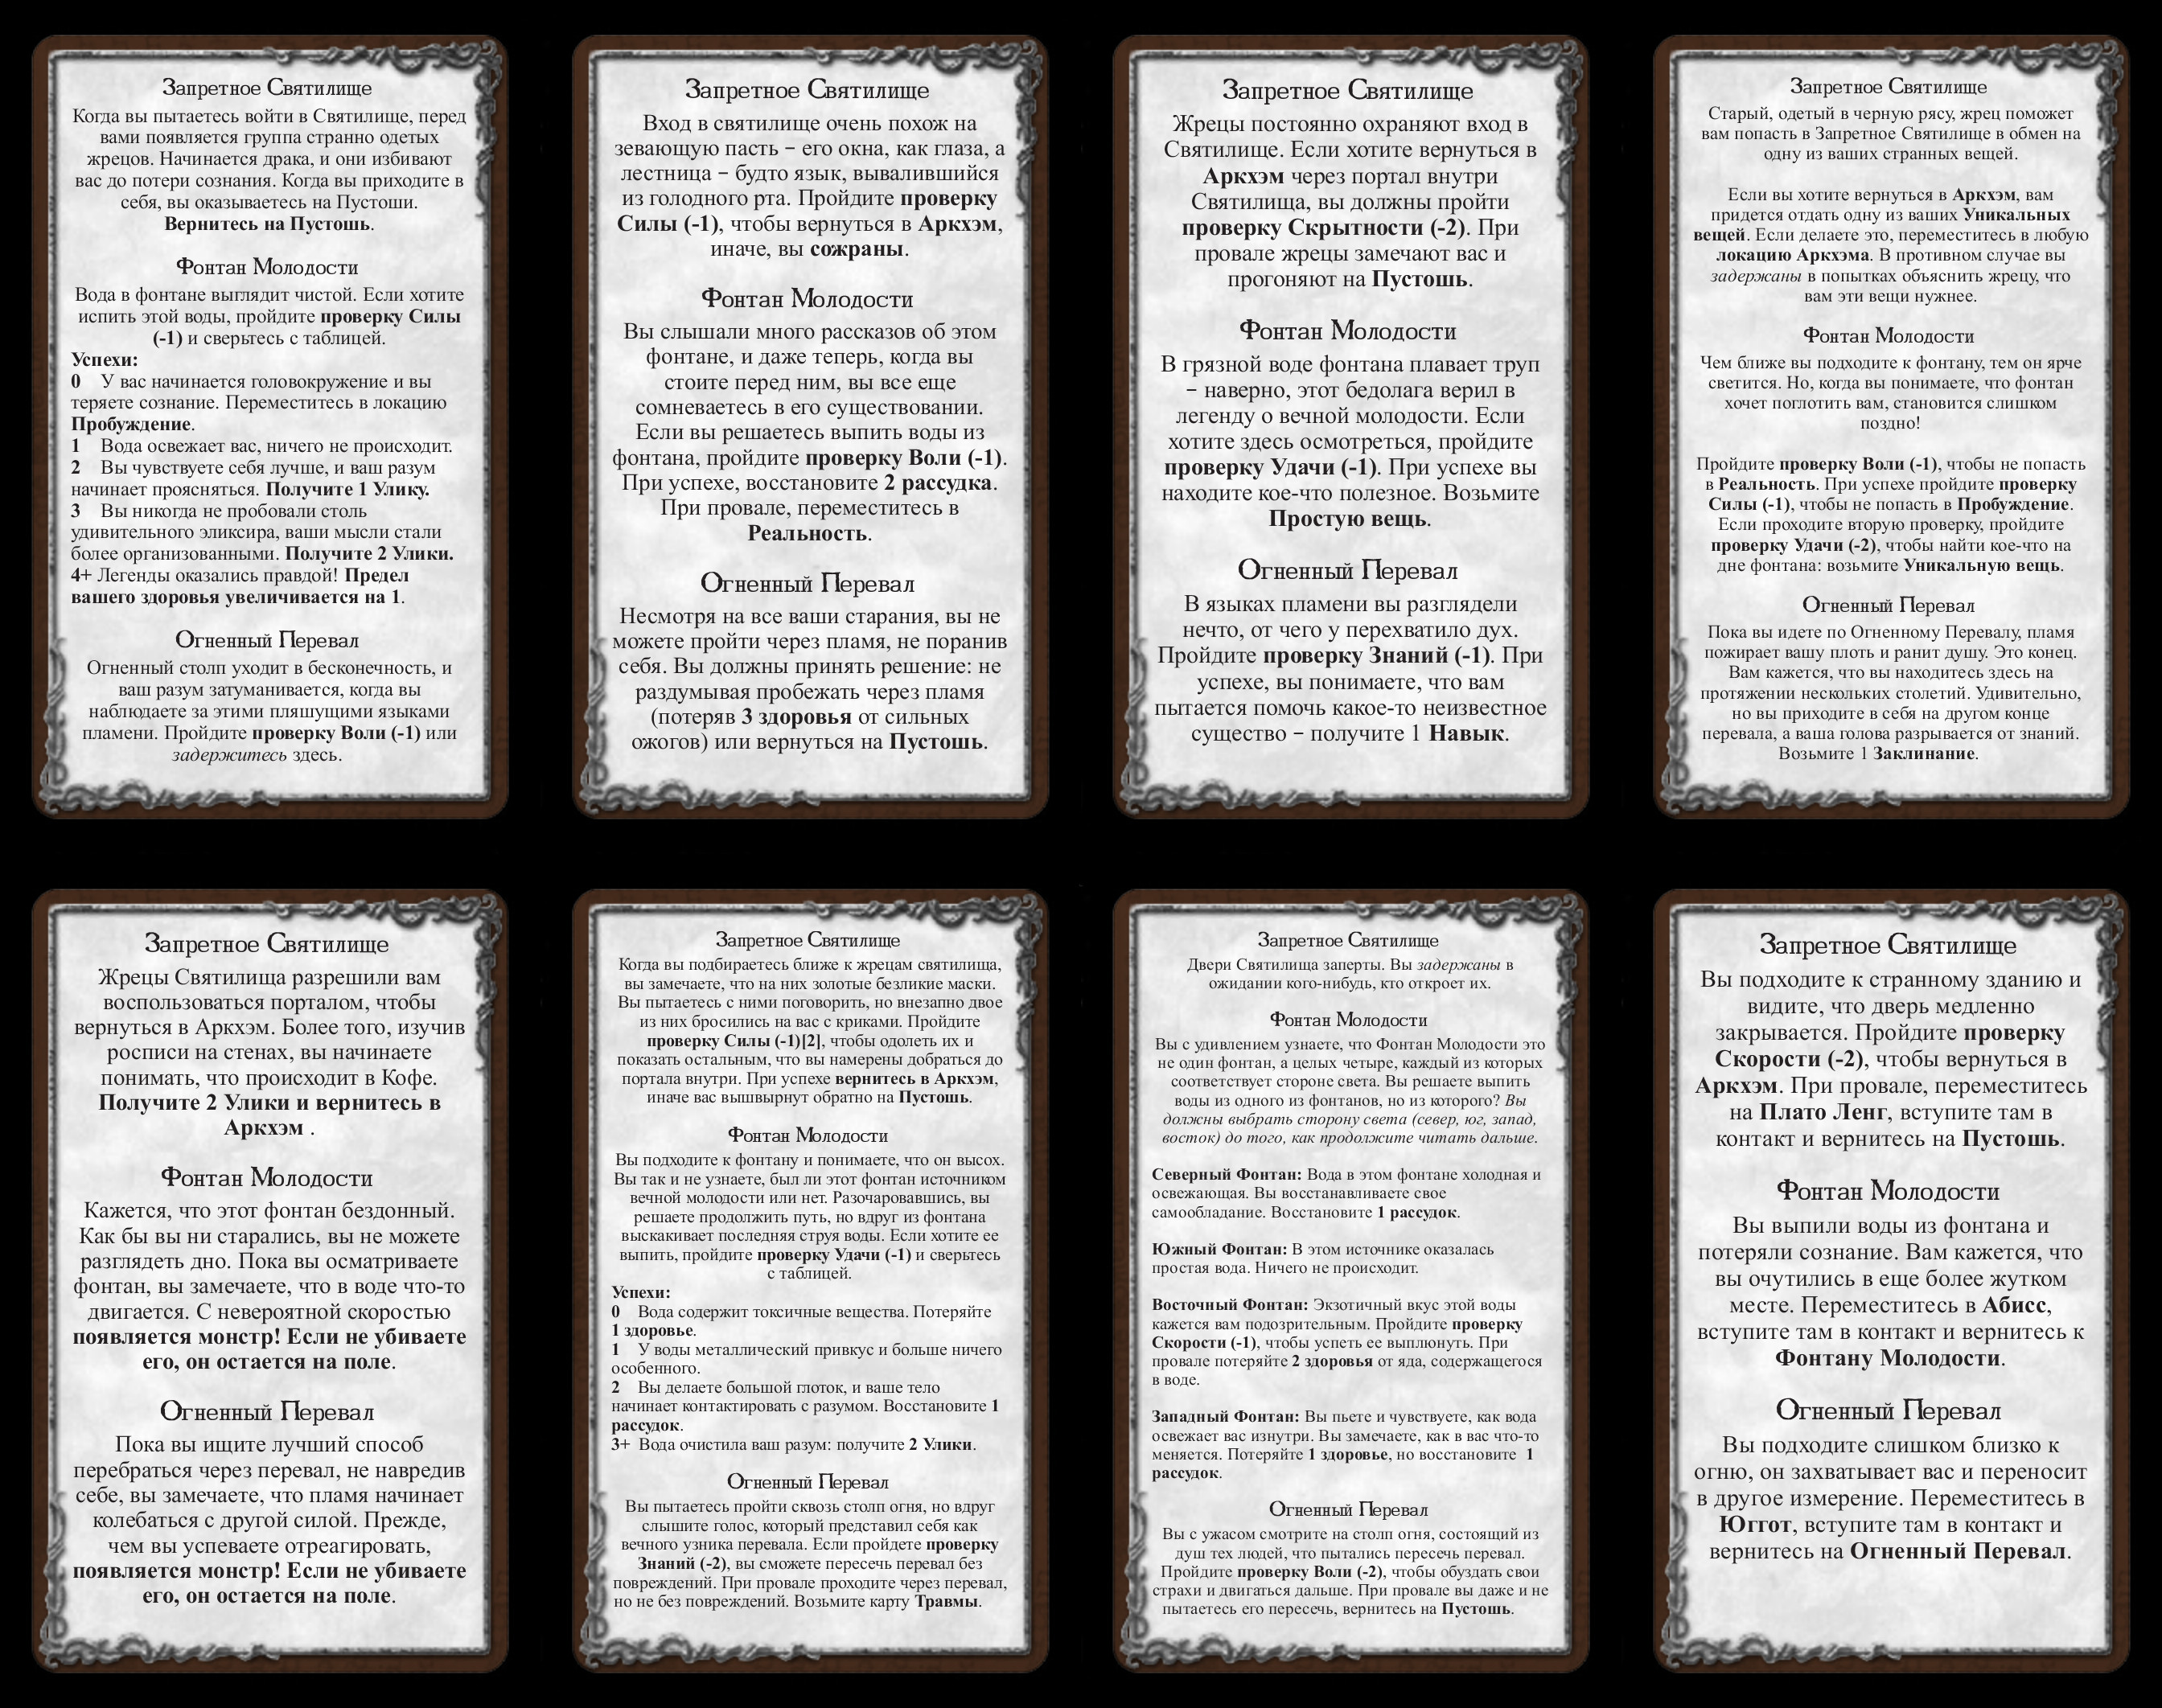 Запретное Святилище
Когда вы пытаетесь войти в Святилище, перед
вами появляется группа странно одетых
жрецов. Начинается драка, и они избивают
вас до потери сознания. Когда вы приходите в
себя, вы оказываетесь на Пустоши.
Вернитесь на Пустошь.
Фонтан Молодости
Вода в фонтане выглядит чистой. Если хотите
испить этой воды, пройдите проверку Силы
(-1) и сверьтесь с таблицей.
Успехи:
0 У вас начинается головокружение и вы
теряете сознание. Переместитесь в локацию
Пробуждение.
1 Вода освежает вас, ничего не происходит.
2 Вы чувствуете себя лучше, и ваш разум
начинает проясняться. Получите 1 Улику.
3 Вы никогда не пробовали столь
удивительного эликсира, ваши мысли стали
более организованными. Получите 2 Улики.
4+ Легенды оказались правдой! Предел
вашего здоровья увеличивается на 1.
Огненный Перевал
Огненный столп уходит в бесконечность, и
ваш разум затуманивается, когда вы
наблюдаете за этими пляшущими языками
пламени. Пройдите проверку Воли (-1) или
задержитесь здесь.
Запретное Святилище
Вход в святилище очень похож на
зевающую пасть – его окна, как глаза, а
лестница – будто язык, вывалившийся
из голодного рта. Пройдите проверку
Силы (-1), чтобы вернуться в Аркхэм,
иначе, вы сожраны.
Фонтан Молодости
Вы слышали много рассказов об этом
фонтане, и даже теперь, когда вы
стоите перед ним, вы все еще
сомневаетесь в его существовании.
Если вы решаетесь выпить воды из
фонтана, пройдите проверку Воли (-1).
При успехе, восстановите 2 рассудка.
При провале, переместитесь в
Реальность.
Огненный Перевал
Несмотря на все ваши старания, вы не
можете пройти через пламя, не поранив
себя. Вы должны принять решение: не
раздумывая пробежать через пламя
(потеряв 3 здоровья от сильных
ожогов) или вернуться на Пустошь.
Запретное Святилище
Жрецы постоянно охраняют вход в
Святилище. Если хотите вернуться в
Аркхэм через портал внутри
Святилища, вы должны пройти
проверку Скрытности (-2). При
провале жрецы замечают вас и
прогоняют на Пустошь.
Фонтан Молодости
В грязной воде фонтана плавает труп
– наверно, этот бедолага верил в
легенду о вечной молодости. Если
хотите здесь осмотреться, пройдите
проверку Удачи (-1). При успехе вы
находите кое-что полезное. Возьмите
Простую вещь.
Огненный Перевал
В языках пламени вы разглядели
нечто, от чего у перехватило дух.
Пройдите проверку Знаний (-1). При
успехе, вы понимаете, что вам
пытается помочь какое-то неизвестное
существо – получите 1 Навык.
Запретное Святилище
Старый, одетый в черную рясу, жрец поможет
вам попасть в Запретное Святилище в обмен на
одну из ваших странных вещей.
Если вы хотите вернуться в Аркхэм, вам
придется отдать одну из ваших Уникальных
вещей. Если делаете это, переместитесь в любую
локацию Аркхэма. В противном случае вы
задержаны в попытках объяснить жрецу, что
вам эти вещи нужнее.
Фонтан Молодости
Чем ближе вы подходите к фонтану, тем он ярче
светится. Но, когда вы понимаете, что фонтан
хочет поглотить вам, становится слишком
поздно!
Пройдите проверку Воли (-1), чтобы не попасть
в Реальность. При успехе пройдите проверку
Силы (-1), чтобы не попасть в Пробуждение.
Если проходите вторую проверку, пройдите
проверку Удачи (-2), чтобы найти кое-что на
дне фонтана: возьмите Уникальную вещь.
Огненный Перевал
Пока вы идете по Огненному Перевалу, пламя
пожирает вашу плоть и ранит душу. Это конец.
Вам кажется, что вы находитесь здесь на
протяжении нескольких столетий. Удивительно,
но вы приходите в себя на другом конце
перевала, а ваша голова разрывается от знаний.
Возьмите 1 Заклинание.
Запретное Святилище
Жрецы Святилища разрешили вам
воспользоваться порталом, чтобы
вернуться в Аркхэм. Более того, изучив
росписи на стенах, вы начинаете
понимать, что происходит в Кофе.
Получите 2 Улики и вернитесь в
Аркхэм .
Фонтан Молодости
Кажется, что этот фонтан бездонный.
Как бы вы ни старались, вы не можете
разглядеть дно. Пока вы осматриваете
фонтан, вы замечаете, что в воде что-то
двигается. С невероятной скоростью
появляется монстр! Если не убиваете
его, он остается на поле.
Огненный Перевал
Пока вы ищите лучший способ
перебраться через перевал, не навредив
себе, вы замечаете, что пламя начинает
колебаться с другой силой. Прежде,
чем вы успеваете отреагировать,
появляется монстр! Если не убиваете
его, он остается на поле.
Запретное Святилище
Когда вы подбираетесь ближе к жрецам святилища,
вы замечаете, что на них золотые безликие маски.
Вы пытаетесь с ними поговорить, но внезапно двое
из них бросились на вас с криками. Пройдите
проверку Силы (-1)[2], чтобы одолеть их и
показать остальным, что вы намерены добраться до
портала внутри. При успехе вернитесь в Аркхэм,
иначе вас вышвырнут обратно на Пустошь.
Фонтан Молодости
Вы подходите к фонтану и понимаете, что он высох.
Вы так и не узнаете, был ли этот фонтан источником
вечной молодости или нет. Разочаровавшись, вы
решаете продолжить путь, но вдруг из фонтана
выскакивает последняя струя воды. Если хотите ее
выпить, пройдите проверку Удачи (-1) и сверьтесь
с таблицей.
Успехи:
0 Вода содержит токсичные вещества. Потеряйте
1 здоровье.
1 У воды металлический привкус и больше ничего
особенного.
2 Вы делаете большой глоток, и ваше тело
начинает контактировать с разумом. Восстановите 1
рассудок.
3+ Вода очистила ваш разум: получите 2 Улики.
Огненный Перевал
Вы пытаетесь пройти сквозь столп огня, но вдруг
слышите голос, который представил себя как
вечного узника перевала. Если пройдете проверку
Знаний (-2), вы сможете пересечь перевал без
повреждений. При провале проходите через перевал,
но не без повреждений. Возьмите карту Травмы.
Запретное Святилище
Двери Святилища заперты. Вы задержаны в
ожидании кого-нибудь, кто откроет их.
Фонтан Молодости
Вы с удивлением узнаете, что Фонтан Молодости это
не один фонтан, а целых четыре, каждый из которых
соответствует стороне света. Вы решаете выпить
воды из одного из фонтанов, но из которого? Вы
должны выбрать сторону света (север, юг, запад,
восток) до того, как продолжите читать дальше.
Северный Фонтан: Вода в этом фонтане холодная и
освежающая. Вы восстанавливаете свое
самообладание. Восстановите 1 рассудок.
Южный Фонтан: В этом источнике оказалась
простая вода. Ничего не происходит.
Восточный Фонтан: Экзотичный вкус этой воды
кажется вам подозрительным. Пройдите проверку
Скорости (-1), чтобы успеть ее выплюнуть. При
провале потеряйте 2 здоровья от яда, содержащегося
в воде.
Западный Фонтан: Вы пьете и чувствуете, как вода
освежает вас изнутри. Вы замечаете, как в вас что-то
меняется. Потеряйте 1 здоровье, но восстановите 1
рассудок.
Огненный Перевал
Вы с ужасом смотрите на столп огня, состоящий из
душ тех людей, что пытались пересечь перевал.
Пройдите проверку Воли (-2), чтобы обуздать свои
страхи и двигаться дальше. При провале вы даже и не
пытаетесь его пересечь, вернитесь на Пустошь.
Запретное Святилище
Вы подходите к странному зданию и
видите, что дверь медленно
закрывается. Пройдите проверку
Скорости (-2), чтобы вернуться в
Аркхэм. При провале, переместитесь
на Плато Ленг, вступите там в
контакт и вернитесь на Пустошь.
Фонтан Молодости
Вы выпили воды из фонтана и
потеряли сознание. Вам кажется, что
вы очутились в еще более жутком
месте. Переместитесь в Абисс,
вступите там в контакт и вернитесь к
Фонтану Молодости.
Огненный Перевал
Вы подходите слишком близко к
огню, он захватывает вас и переносит
в другое измерение. Переместитесь в
Юггот, вступите там в контакт и
вернитесь на Огненный Перевал.